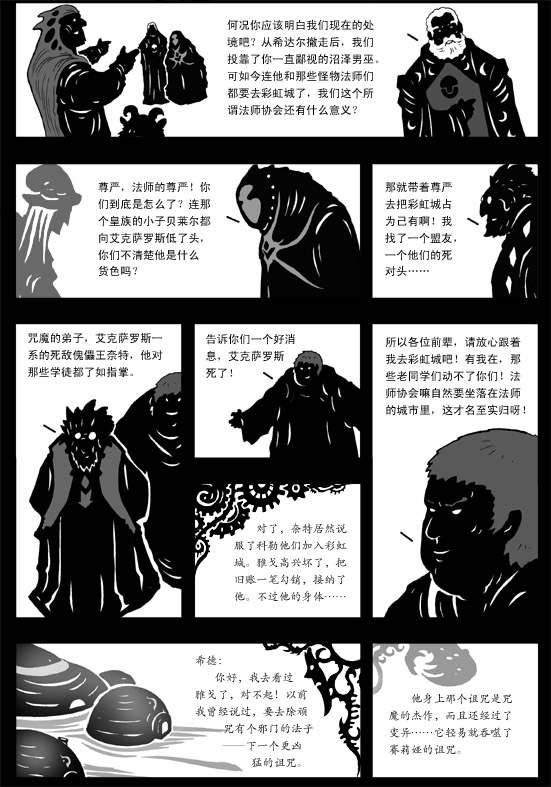 何况你应该明白我们现在的处
境吧？从希达尔撤走后，我们
投靠了你一直鄙视的沼泽男巫。
可如今连他和那些怪物法师们
都要去彩虹城了，我们这个所
谓法师协会还有什么意义？
尊严，法师的尊严！你
们到底是怎么了？连那
个皇族的小子贝莱尔都
向艾克萨罗斯低了头，
你们不清楚他是什么
货色吗？
那就带着尊严
去把彩虹城占
为己有啊！我
找了一个盟友，
一个他们的死
对头……
咒魔的弟子，艾克萨罗斯一
系的死敌傀儡王奈特，他对
那些学徒都了如指掌。
告诉你们一个好消
息，艾克萨罗斯
死了！
所以各位前辈，请放心跟着
我去彩虹城吧！有我在，那
些老同学们动不了你们！法
师协会嘛自然要坐落在法师
的城市里，这才名至实归呀！
对了，奈特居然说
服了科勒他们加入彩虹
城。雅戈高兴坏了，把
旧账一笔勾销，接纳了
他。不过他的身体……
希德：
你好，我去看过
雅戈了，对不起！以前
我曾经说过，要去除顽
咒有个邪门的法子
——下一个更凶
猛的诅咒。
他身上那个诅咒是咒
魔的杰作，而且还经过了
变异……它轻易就吞噬了
赛莉娅的诅咒。